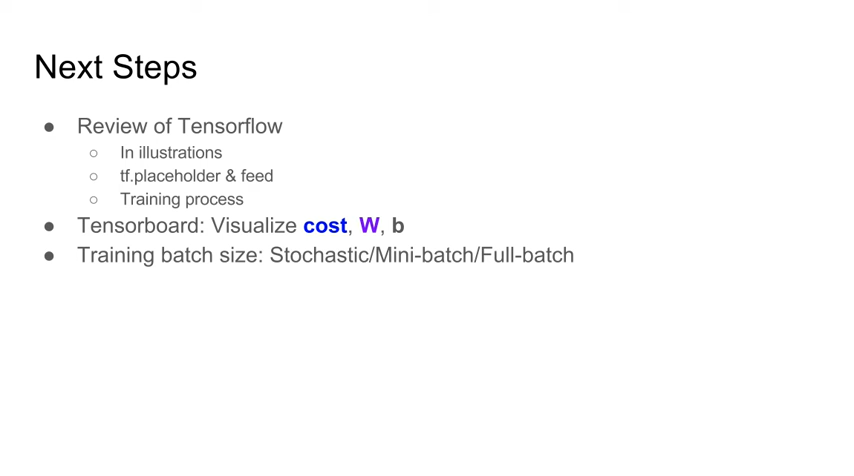 Next Steps
● Review of Tensorflow
○ In illustrations
○ tf.placeholder & feed
○ Training process
● Tensorboard: Visualize cost, W, b
● Training batch size: Stochastic/Mini-batch/Full-batch